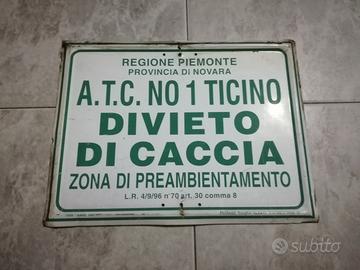 REGIONE PIEMONTE
PROVINCIA DI NOVARA
A.T.C. NO 1 TICINO
DIVIETO
DI CACCIA
ZONA DI PREAMBIENTAMENTO
L.R. 4/9/96 n°70 art. 30 comma 8
subito